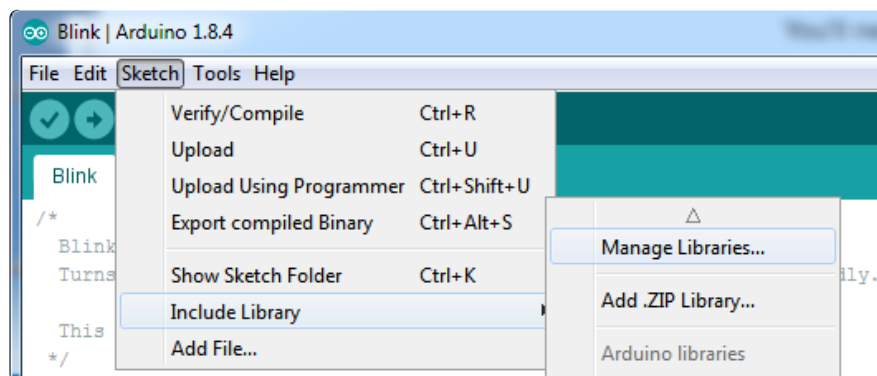 Blink | Arduino 1.8.4
File Edit Sketch Tools Help
Verify/Compile Ctrl+R
Upload Ctrl+U
Upload Using Programmer Ctrl+Shift+U
Export compiled Binary Ctrl+Alt+S
Show Sketch Folder Ctrl+K
Include Library
Add File...
Manage Libraries...
Add .ZIP Library...
Arduino libraries
Blink
/*
Blink
Turns
This
*/